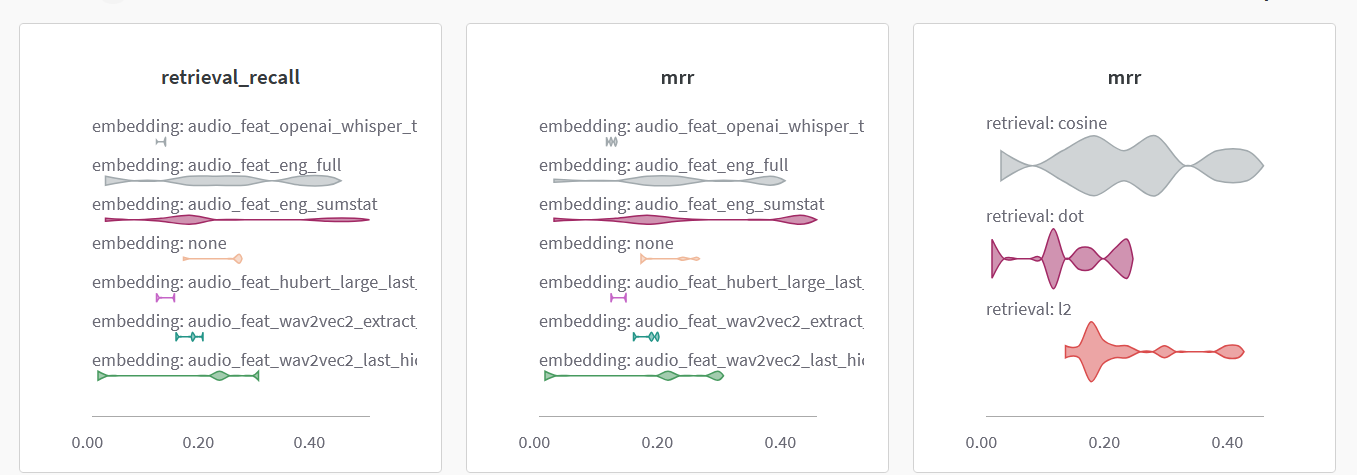 retrieval_recall
embedding: audio_feat_openai_whisper_t
embedding: audio_feat_eng_full
embedding: audio_feat_eng_sumstat
embedding: none
embedding: audio_feat_hubert_large_last_
embedding: audio_feat_wav2vec2_extract_
embedding: audio_feat_wav2vec2_last_hic
0.00 0.20 0.40
mrr
embedding: audio_feat_openai_whisper_t
embedding: audio_feat_eng_full
embedding: audio_feat_eng_sumstat
embedding: none
embedding: audio_feat_hubert_large_last_
embedding: audio_feat_wav2vec2_extract_
embedding: audio_feat_wav2vec2_last_hic
0.00 0.20 0.40
mrr
retrieval: cosine
retrieval: dot
retrieval: l2
0.00 0.20 0.40